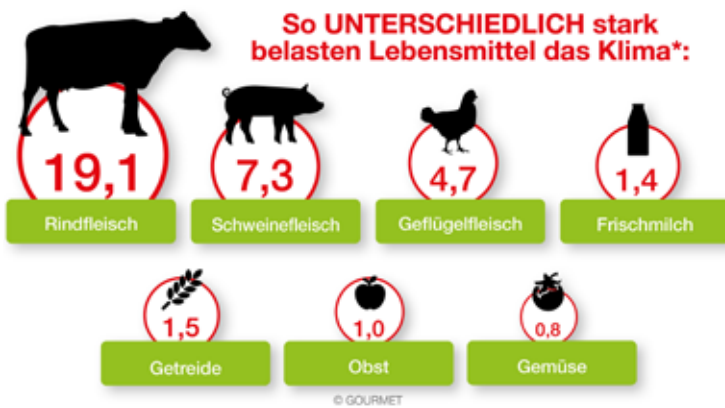 So UNTERSCHIEDLICH stark
belasten Lebensmittel das Klima*:
19,1
7,3
4,7
1,4
Rindfleisch
Schweinefleisch
Geflügelfleisch
Frischmilch
1,5
1,0
0,8
Getreide
Obst
Gemüse
© GOURMET